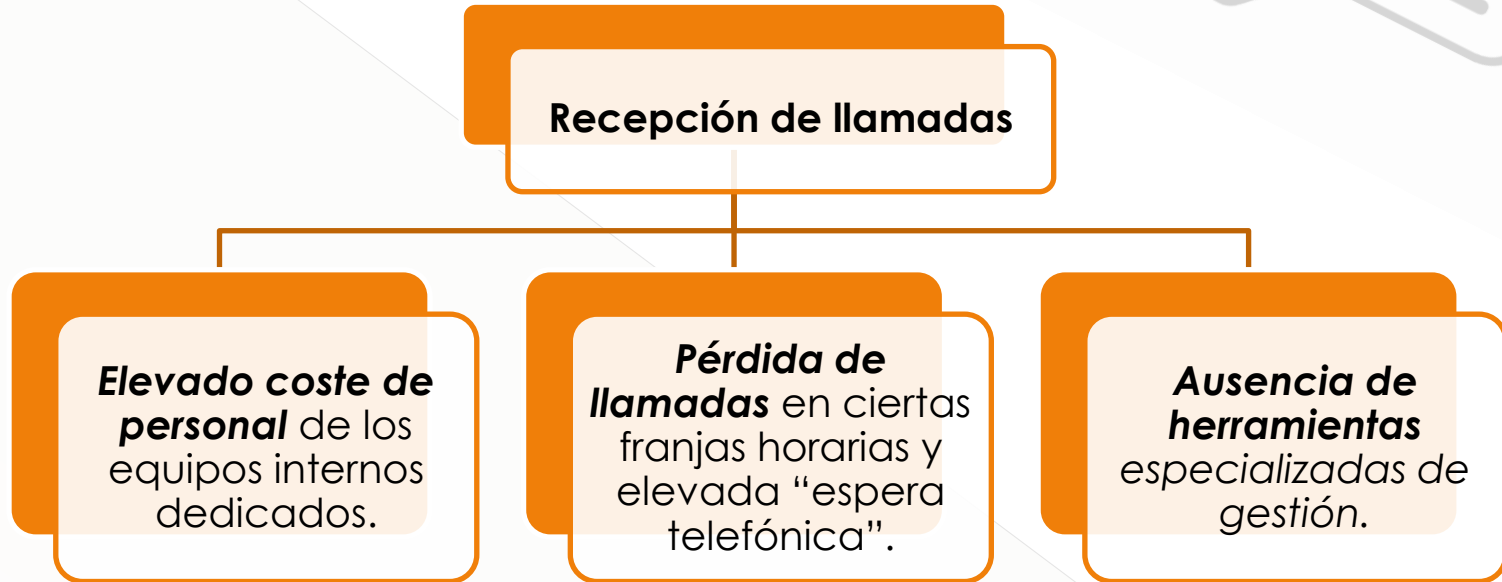 Recepción de llamadas
Elevado coste de
personal de los
equipos internos
dedicados.
Pérdida de
llamadas en ciertas
franjas horarias y
elevada “espera
telefónica”.
Ausencia de
herramientas
especializadas de
gestión.